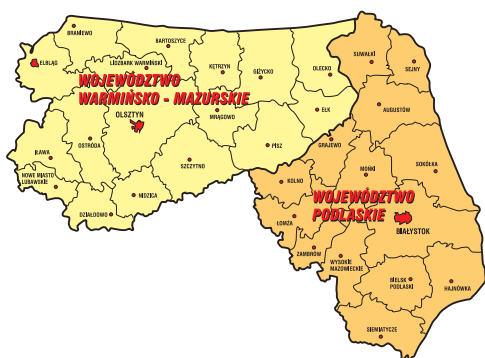 BRANIEWO
BARTOSZYCE
SUWAŁKI
ELBLĄG
LIDZBARK WARMIŃSKI
KĘTRZYN
GIŻYCKO
OLECKO
SEJNY
WOJEWÓDZTWO
WARMIŃSKO - MAZURSKIE
OLSZTYN
MRĄGOWO
EŁK
AUGUSTÓW
OSTRÓDA
PISZ
GRAJEWO
IŁAWA
SZCZYTNO
MOŃKI
SOKÓŁKA
NOWE MIASTO
LUBAWSKIE
KOLNO
NIDZICA
WOJEWÓDZTWO
PODLASKIE
DZIAŁDOWO
ŁOMŻA
BIAŁYSTOK
ZAMBRÓW
WYSOKIE
MAZOWIECKIE
BIELSK
PODLASKI
HAJNÓWKA
SIEMIATYCZE